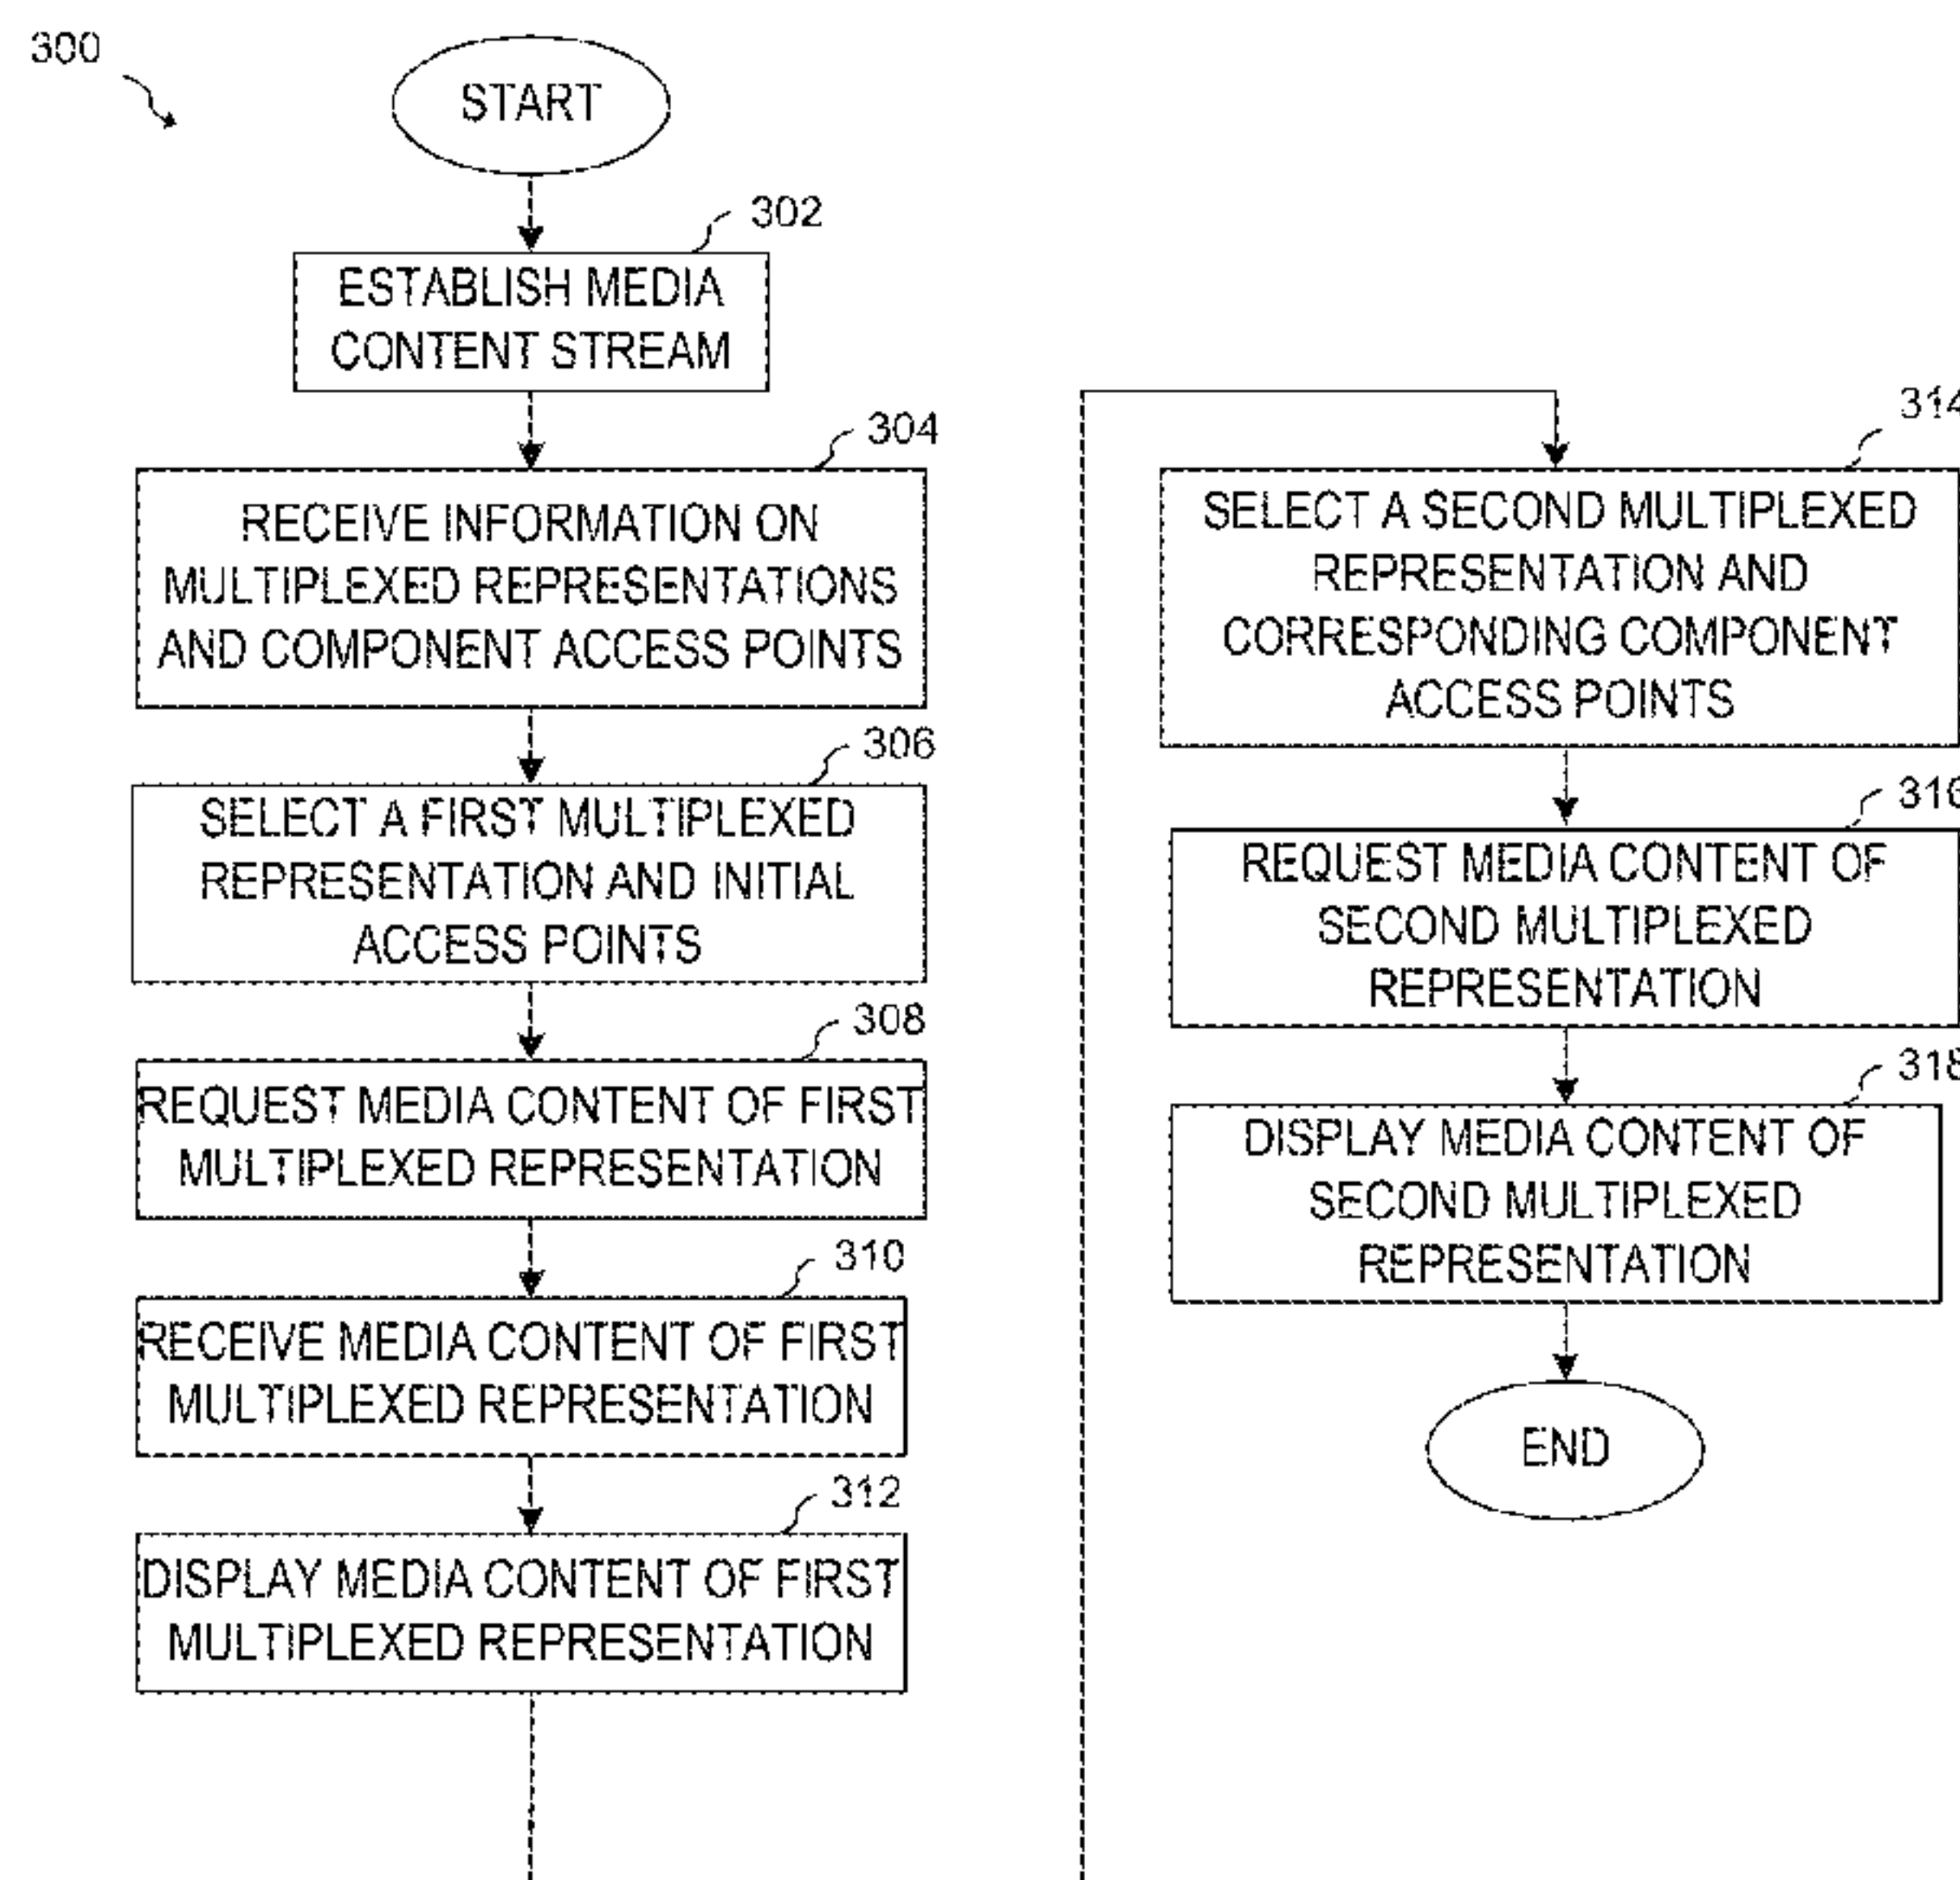 300
START
302
ESTABLISH MEDIA
CONTENT STREAM
304
RECEIVE INFORMATION ON
MULTIPLEXED REPRESENTATIONS
AND COMPONENT ACCESS POINTS
306
SELECT A FIRST MULTIPLEXED
REPRESENTATION AND INITIAL
ACCESS POINTS
308
REQUEST MEDIA CONTENT OF FIRST
MULTIPLEXED REPRESENTATION
310
RECEIVE MEDIA CONTENT OF FIRST
MULTIPLEXED REPRESENTATION
312
DISPLAY MEDIA CONTENT OF FIRST
MULTIPLEXED REPRESENTATION
314
SELECT A SECOND MULTIPLEXED
REPRESENTATION AND
CORRESPONDING COMPONENT
ACCESS POINTS
316
REQUEST MEDIA CONTENT OF
SECOND MULTIPLEXED
REPRESENTATION
318
DISPLAY MEDIA CONTENT OF
SECOND MULTIPLEXED
REPRESENTATION
END